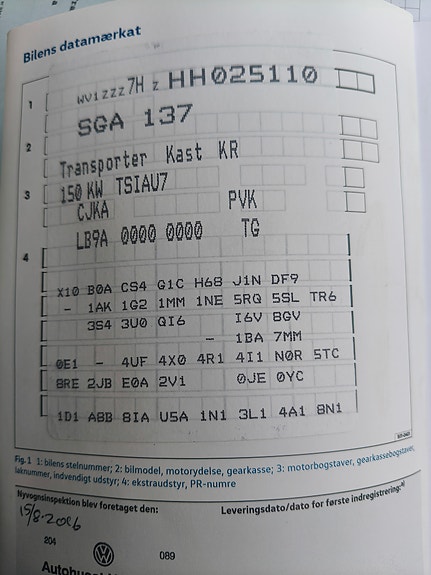 Bilens datamærkat
1 WV1ZZZ7H Z HH025110
SGA 137
2
Transporter Kast KR
3 150 KW TSIAU7
CJKA PVK
LB9A 0000 0000 TG
4
X10 B0A CS4 G1C H68 J1N DF9
- 1AK 1G2 1MM 1NE 5RQ 5SL TR6
3S4 3U0 QI6 I6V 8GV
- 1BA 7MM
0E1 - 4UF 4X0 4R1 4I1 N0R 5TC
8RE 2JB E0A 2V1 0JE 0YC
1D1 A8B 8IA U5A 1N1 3L1 4A1 8N1
Fig. 1 1: bilens stelnummer; 2: bilmodel, motorydelse, gearkasse; 3: motorbogstaver, gearkassebogstaver,
laknummer, indvendigt udstyr; 4: ekstraudstyr, PR-numre
Nyvognsinspektion blev foretaget den: Leveringsdato/dato for første indregistrering:
15/8-2016
204 089